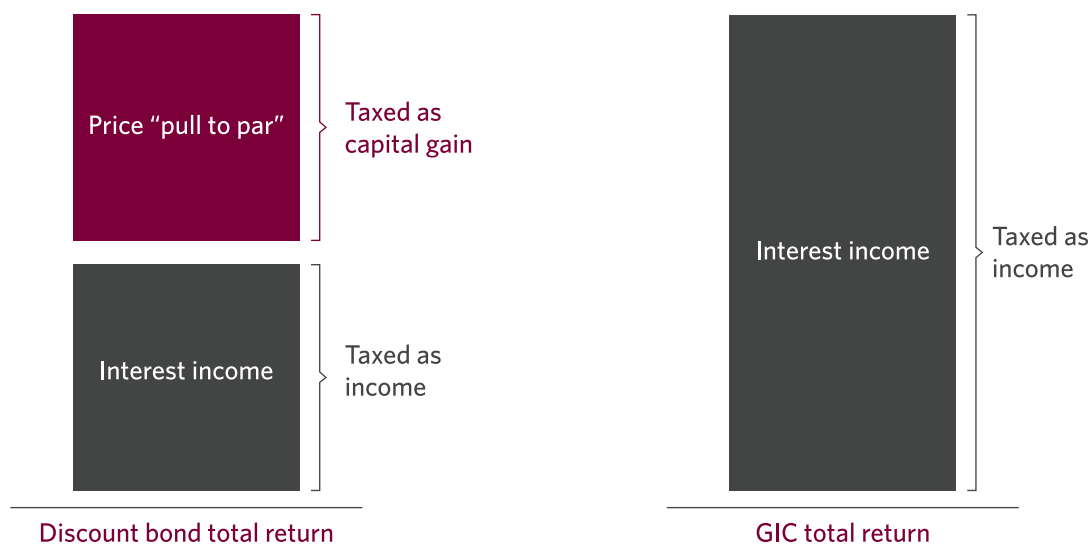 Price “pull to par”
Taxed as
capital gain
Interest income
Taxed as
income
Discount bond total return
Interest income
Taxed as
income
GIC total return